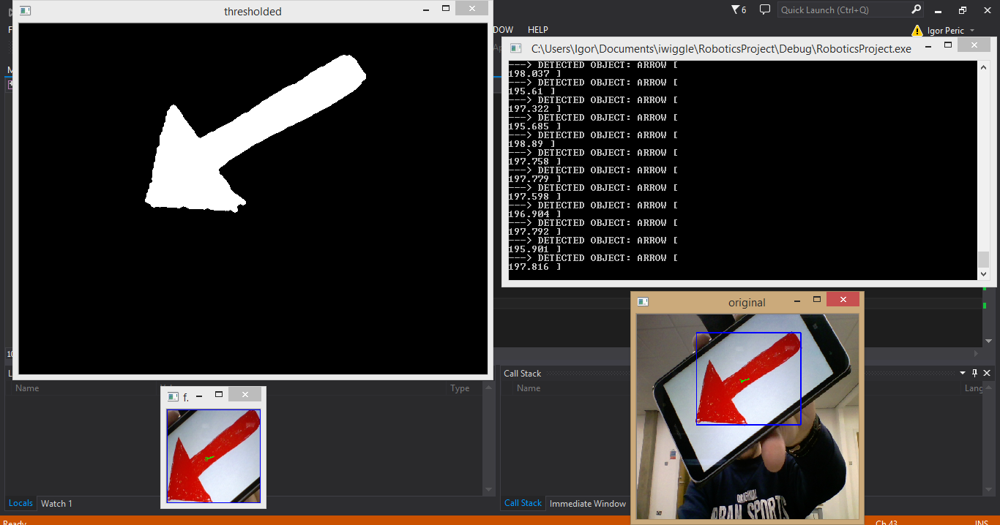 thresholded
6
Quick Launch (Ctrl+Q)
HELP
Igor Peric
C:\Users\Igor\Documents\iwiggle\RoboticsProject\Debug\RoboticsProject.exe
---> DETECTED OBJECT: ARROW [
198.037 ]
---> DETECTED OBJECT: ARROW [
195.61 ]
---> DETECTED OBJECT: ARROW [
197.322 ]
---> DETECTED OBJECT: ARROW [
195.685 ]
---> DETECTED OBJECT: ARROW [
198.89 ]
---> DETECTED OBJECT: ARROW [
197.758 ]
---> DETECTED OBJECT: ARROW [
197.779 ]
---> DETECTED OBJECT: ARROW [
197.598 ]
---> DETECTED OBJECT: ARROW [
196.904 ]
---> DETECTED OBJECT: ARROW [
197.792 ]
---> DETECTED OBJECT: ARROW [
195.901 ]
---> DETECTED OBJECT: ARROW [
197.816 ]
original
ORIGINAL
SPORTS
Name
Type
f.
Locals Watch 1
Call Stack
Name
Lang
Call Stack Immediate Window
Ready
Ch 43
INS